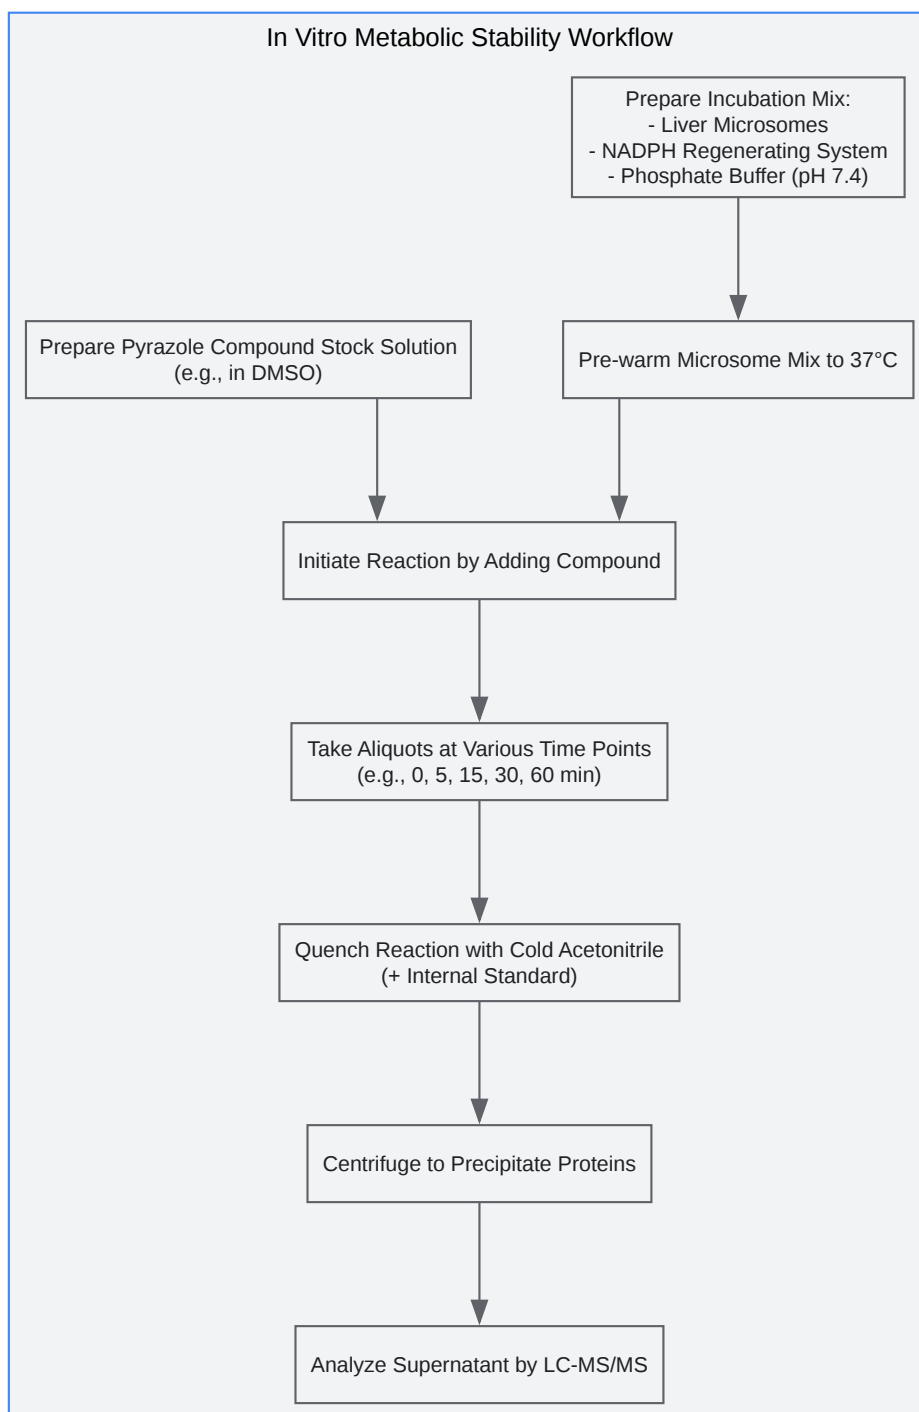 In Vitro Metabolic Stability Workflow
Prepare Incubation Mix:
- Liver Microsomes
- NADPH Regenerating System
- Phosphate Buffer (pH 7.4)
Prepare Pyrazole Compound Stock Solution
(e.g., in DMSO)
Pre-warm Microsome Mix to 37°C
Initiate Reaction by Adding Compound
Take Aliquots at Various Time Points
(e.g., 0, 5, 15, 30, 60 min)
Quench Reaction with Cold Acetonitrile
(+ Internal Standard)
Centrifuge to Precipitate Proteins
Analyze Supernatant by LC-MS/MS